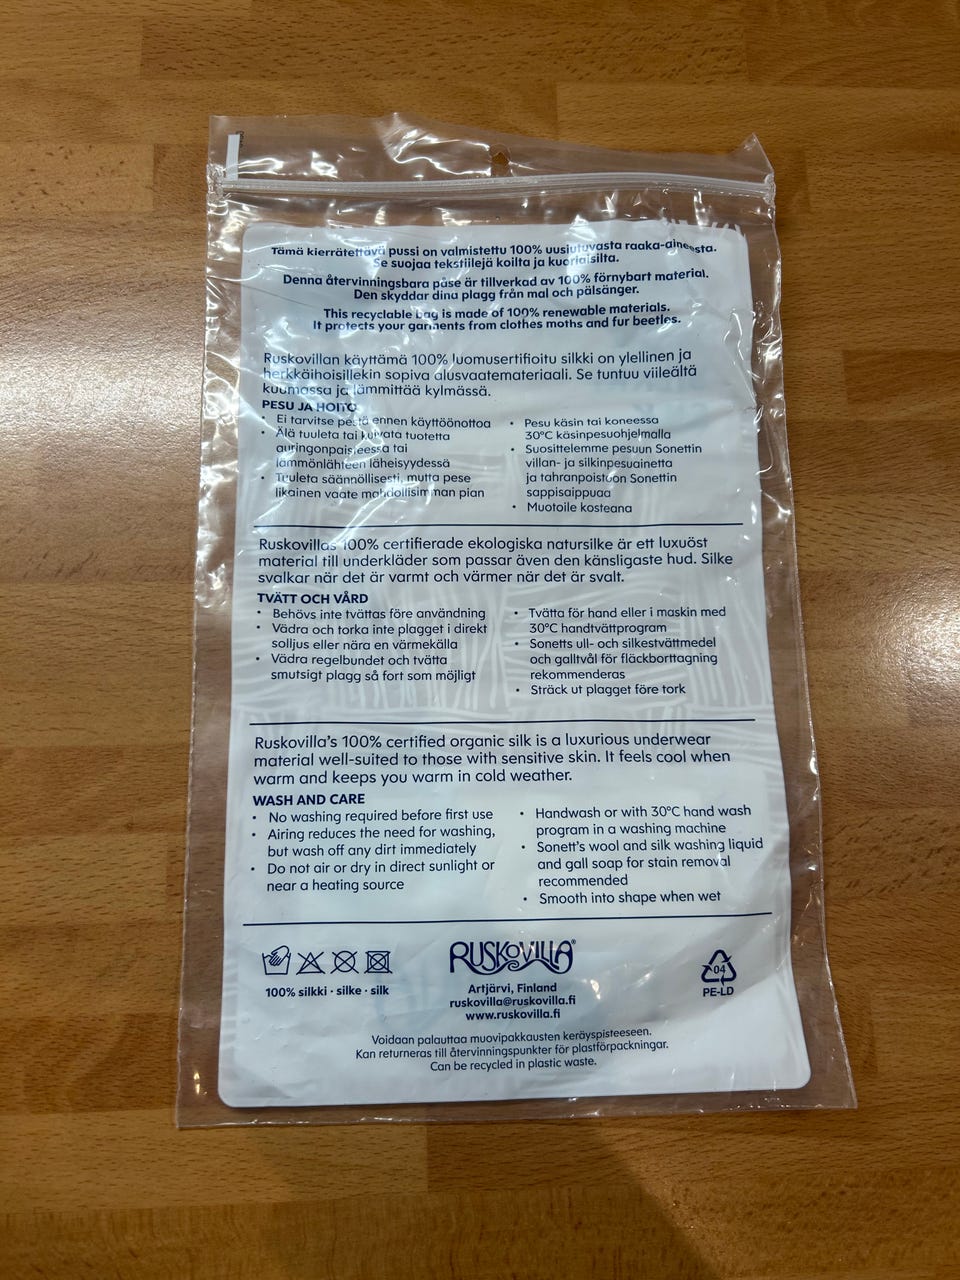 Tämä kierrätettävä pussi on valmistettu 100% uusiutuvasta raaka-aineesta.
Se suojaa tekstiilejä koilta ja kuoriaisilta.
Denna återvinningsbara påse är tillverkad av 100% förnybart material.
Den skyddar dina plagg från mal och pälsänger.
This recyclable bag is made of 100% renewable materials.
It protects your garments from clothes moths and fur beetles.
Ruskovillan käyttämä 100% luomusertifioitu silkki on ylellinen ja
herkkäihoisillekin sopiva alusvaatemateriaali. Se tuntuu viileältä
kuumassa ja lämmittää kylmässä.
PESU JA HOITO
• Ei tarvitse pestä ennen käyttöönottoa
• Älä tuuleta tai kuivata tuotetta
auringonpaisteessa tai
lämmönlähteen läheisyydessä
• Tuuleta säännöllisesti, mutta pese
likainen vaate mahdollisimman pian
• Pesu käsin tai koneessa
30°C käsinpesuohjelmalla
• Suosittelemme pesuun Sonettin
villan- ja silkinpesuainetta
ja tahranpoistoon Sonettin
sappisaippuaa
• Muotoile kosteana
Ruskovillas 100% certifierade ekologiska natursilke är ett luxuöst
material till underkläder som passar även den känsligaste hud. Silke
svalkar när det är varmt och värmer när det är svalt.
TVÄTT OCH VÅRD
• Behövs inte tvättas före användning
• Vädra och torka inte plagget i direkt
solljus eller nära en värmekälla
• Vädra regelbundet och tvätta
smutsigt plagg så fort som möjligt
• Tvätta för hand eller i maskin med
30°C handtvättprogram
• Sonetts ull- och silkestvättmedel
och galltvål för fläckborttagning
rekommenderas
• Sträck ut plagget före tork
Ruskovilla's 100% certified organic silk is a luxurious underwear
material well-suited to those with sensitive skin. It feels cool when
warm and keeps you warm in cold weather.
WASH AND CARE
• No washing required before first use
• Airing reduces the need for washing,
but wash off any dirt immediately
• Do not air or dry in direct sunlight or
near a heating source
• Handwash or with 30°C hand wash
program in a washing machine
• Sonett's wool and silk washing liquid
and gall soap for stain removal
recommended
• Smooth into shape when wet
100% silkki · silke · silk
RUSKOVILLA®
Artjärvi, Finland
ruskovilla@ruskovilla.fi
www.ruskovilla.fi
04
PE-LD
Voidaan palauttaa muovipakkausten keräyspisteeseen.
Kan returneras till återvinningspunkter för plastförpackningar.
Can be recycled in plastic waste.